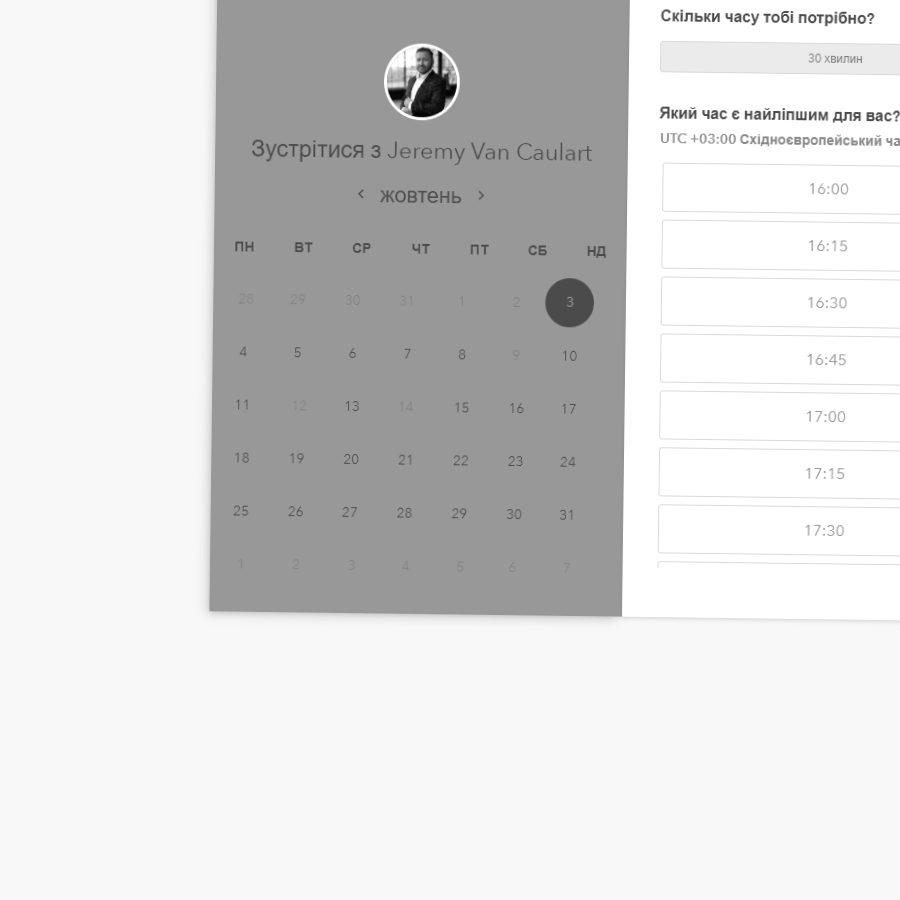 Зустрітися з Jeremy Van Caulart
< жовтень >
ПН ВТ СР ЧТ ПТ СБ НД
28 29 30 31 1 2 3
4 5 6 7 8 9 10
11 12 13 14 15 16 17
18 19 20 21 22 23 24
25 26 27 28 29 30 31
1 2 3 4 5 6 7
Скільки часу тобі потрібно?
30 хвилин
Який час є найліпшим для вас?
UTC +03:00 Східноєвропейський ча
16:00
16:15
16:30
16:45
17:00
17:15
17:30